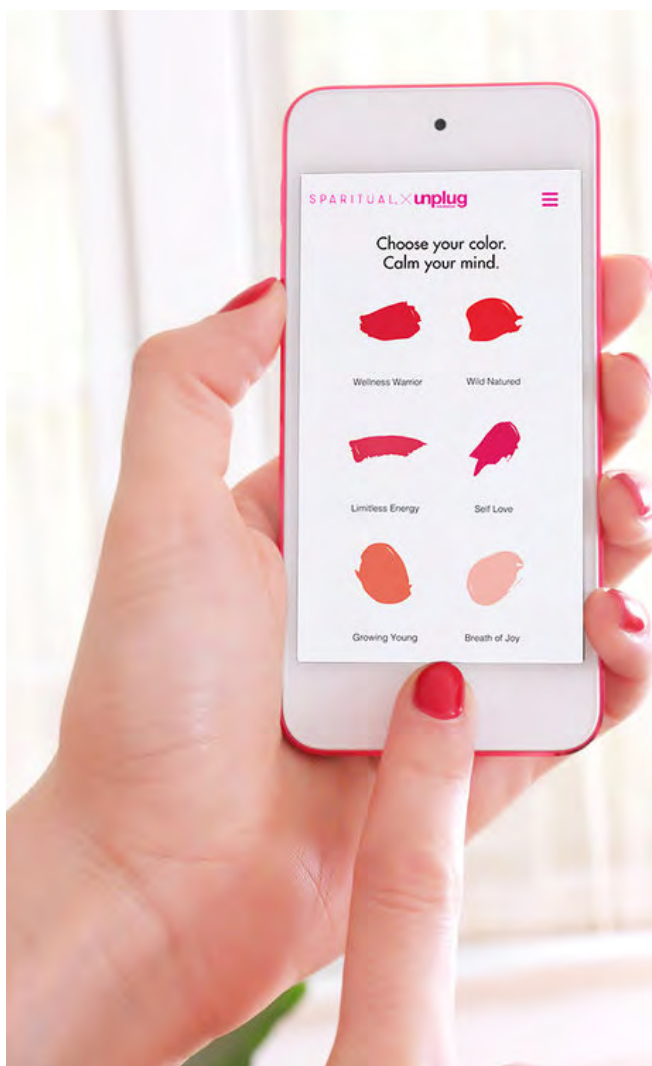 SPARITUAL × unplug
Choose your color.
Calm your mind.
Wellness Warrior Wild Natured
Limitless Energy Self Love
Growing Young Breath of Joy